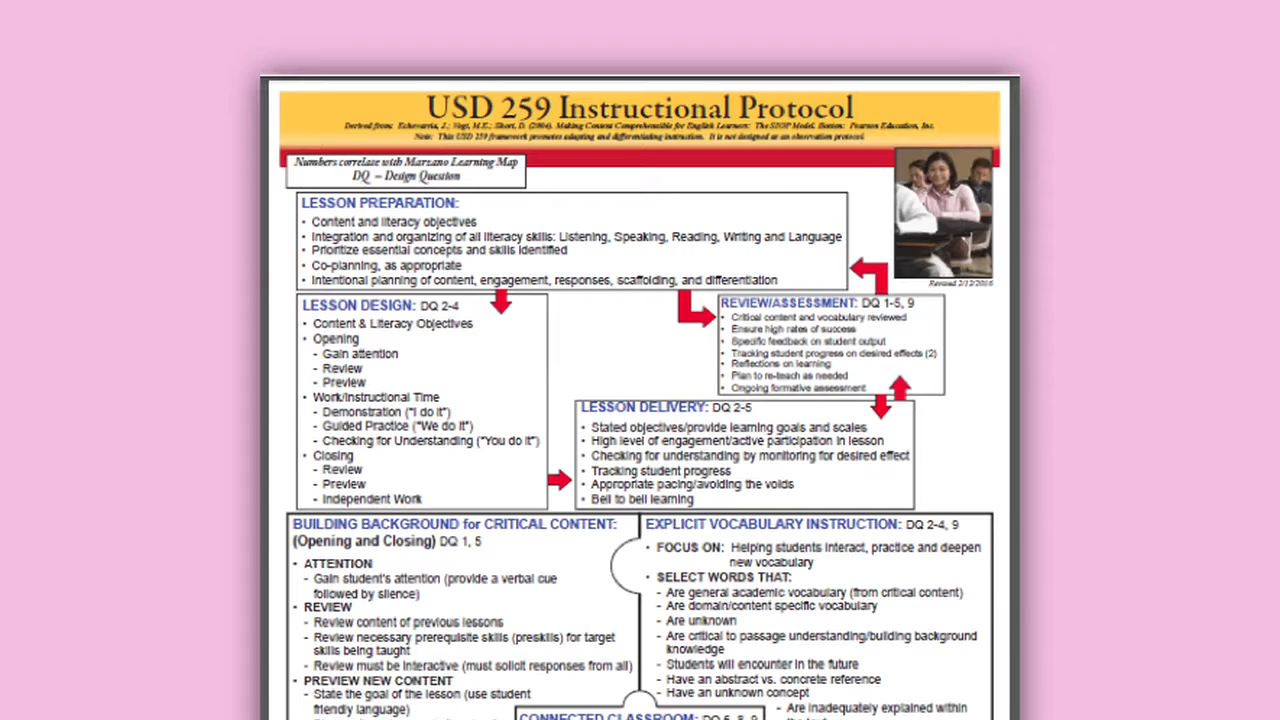 USD 259 Instructional Protocol
Derived from: Echevarria, J.; Vogt, M.E.; Short, D. (2004). Making Content Comprehensible for English Learners: The SIOP Model. Boston: Pearson Education, Inc.
Note: This USD 259 framework promotes adapting and differentiating instruction. It is not designed as an observation protocol.
Numbers correlate with Marzano Learning Map
DQ = Design Question
LESSON PREPARATION:
• Content and literacy objectives
• Integration and organizing of all literacy skills: Listening, Speaking, Reading, Writing and Language
• Prioritize essential concepts and skills identified
• Co-planning, as appropriate
• Intentional planning of content, engagement, responses, scaffolding, and differentiation
Revised 2/12/2016
LESSON DESIGN: DQ 2-4
• Content & Literacy Objectives
• Opening
- Gain attention
- Review
- Preview
• Work/Instructional Time
- Demonstration ("I do it")
- Guided Practice ("We do it")
- Checking for Understanding ("You do it")
• Closing
- Review
- Preview
- Independent Work
REVIEW/ASSESSMENT: DQ 1-5, 9
• Critical content and vocabulary reviewed
• Ensure high rates of success
• Specific feedback on student output
• Tracking student progress on desired effects (2)
• Reflections on learning
• Plan to re-teach as needed
• Ongoing formative assessment
LESSON DELIVERY: DQ 2-5
• Stated objectives/provide learning goals and scales
• High level of engagement/active participation in lesson
• Checking for understanding by monitoring for desired effect
• Tracking student progress
• Appropriate pacing/avoiding the voids
• Bell to bell learning
BUILDING BACKGROUND for CRITICAL CONTENT:
(Opening and Closing) DQ 1, 5
• ATTENTION
- Gain student's attention (provide a verbal cue
followed by silence)
• REVIEW
- Review content of previous lessons
- Review necessary prerequisite skills (preskills) for target
skills being taught
- Review must be interactive (must solicit responses from all)
• PREVIEW NEW CONTENT
- State the goal of the lesson (use student
friendly language)
EXPLICIT VOCABULARY INSTRUCTION: DQ 2-4, 9
• FOCUS ON: Helping students interact, practice and deepen
new vocabulary
• SELECT WORDS THAT:
- Are general academic vocabulary (from critical content)
- Are domain/content specific vocabulary
- Are unknown
- Are critical to passage understanding/building background
knowledge
- Students will encounter in the future
- Have an abstract vs. concrete reference
- Have an unknown concept
- Are inadequately explained within
CONNECTED CLASSROOM: DQ 5, 8, 9